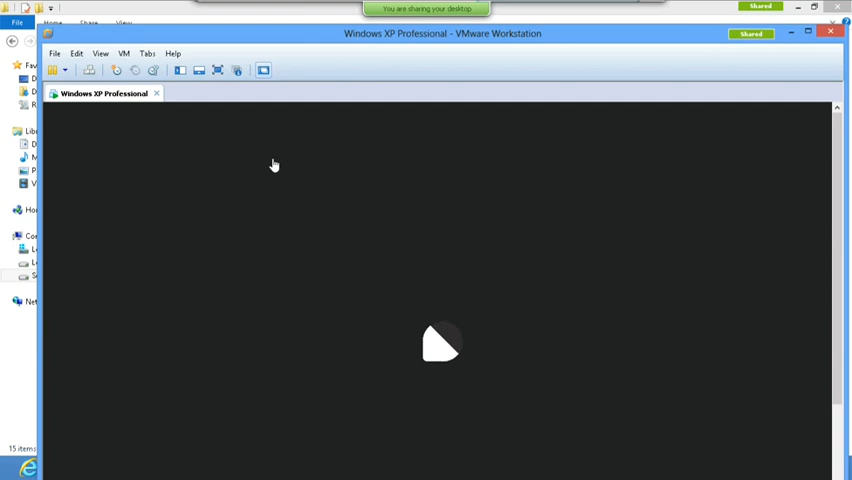 You are sharing your desktop
Shared
File
Home Share View
Windows XP Professional - VMware Workstation
Shared
File Edit View VM Tabs Help
Windows XP Professional
15 items